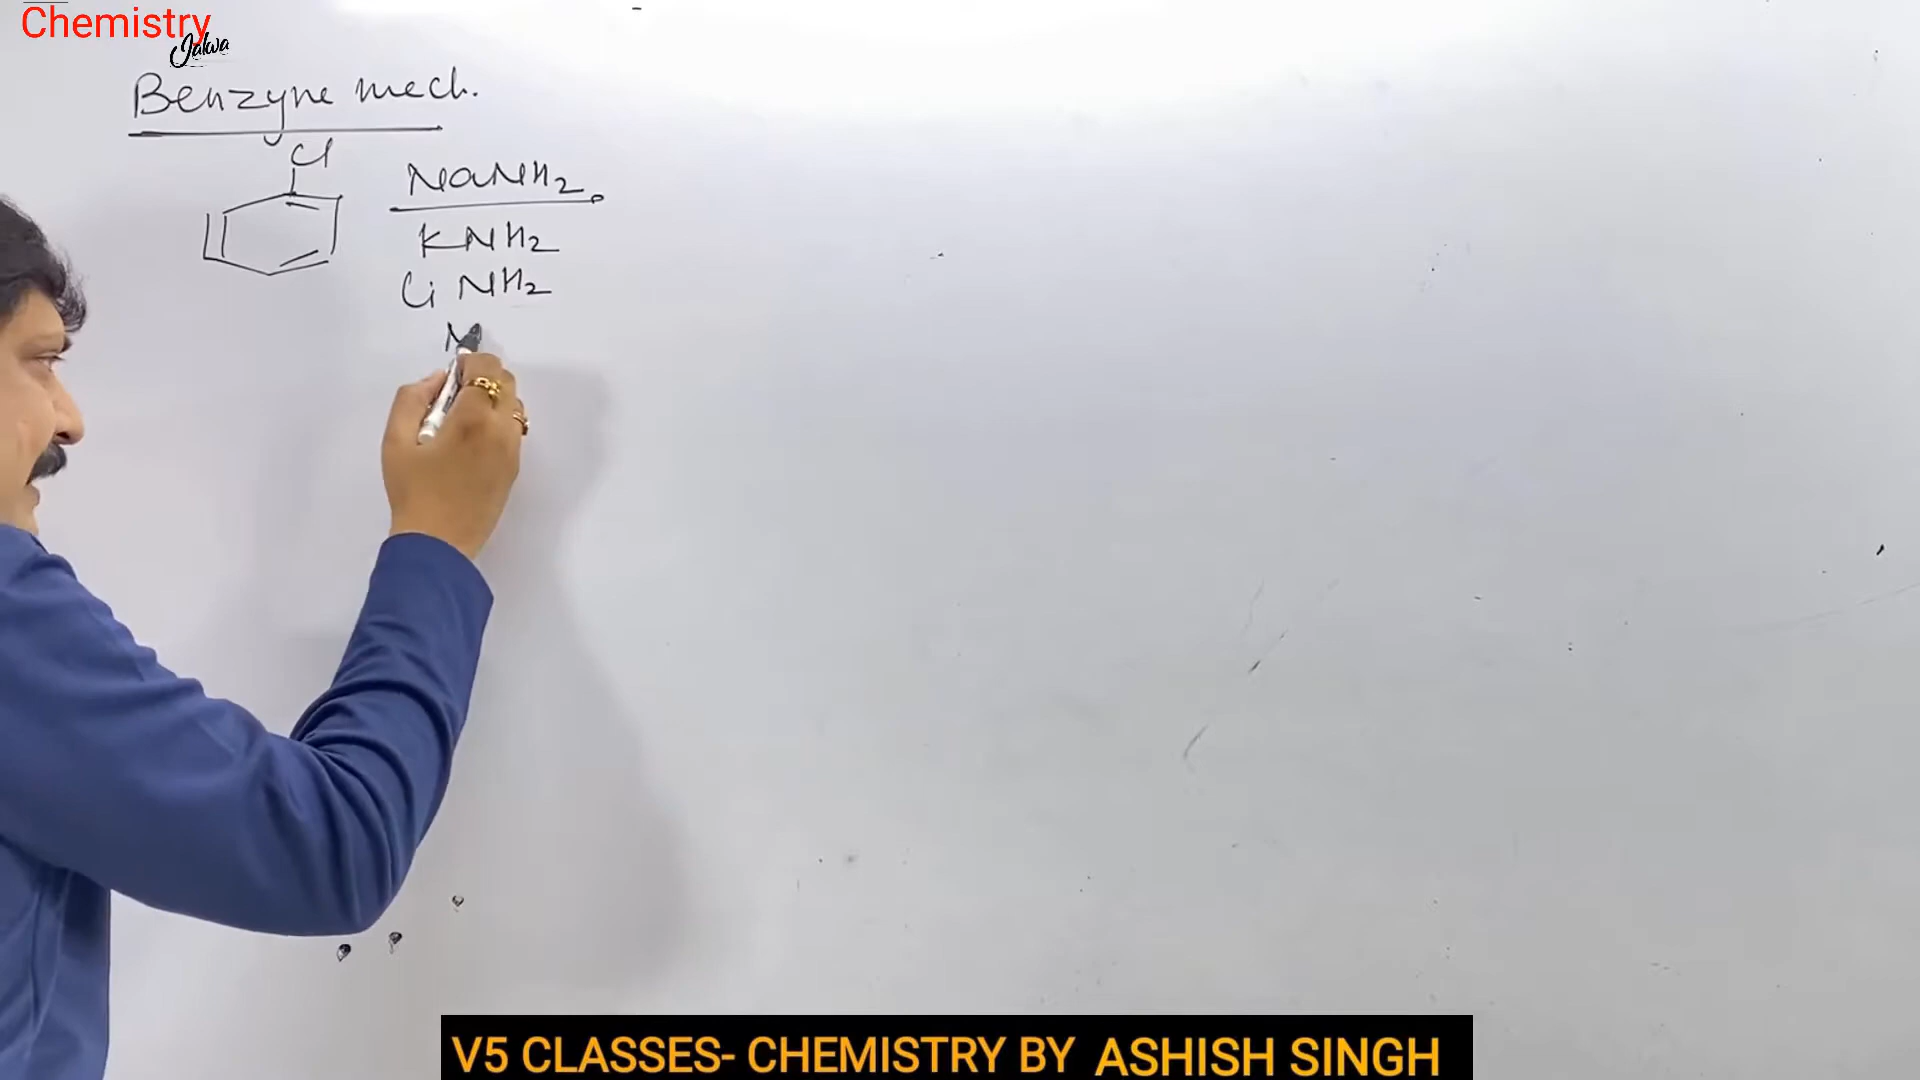 Chemistry
Jalwa
Benzyne mech.
Cl
NaNH2
KNH2
Li NH2
N
V5 CLASSES- CHEMISTRY BY ASHISH SINGH